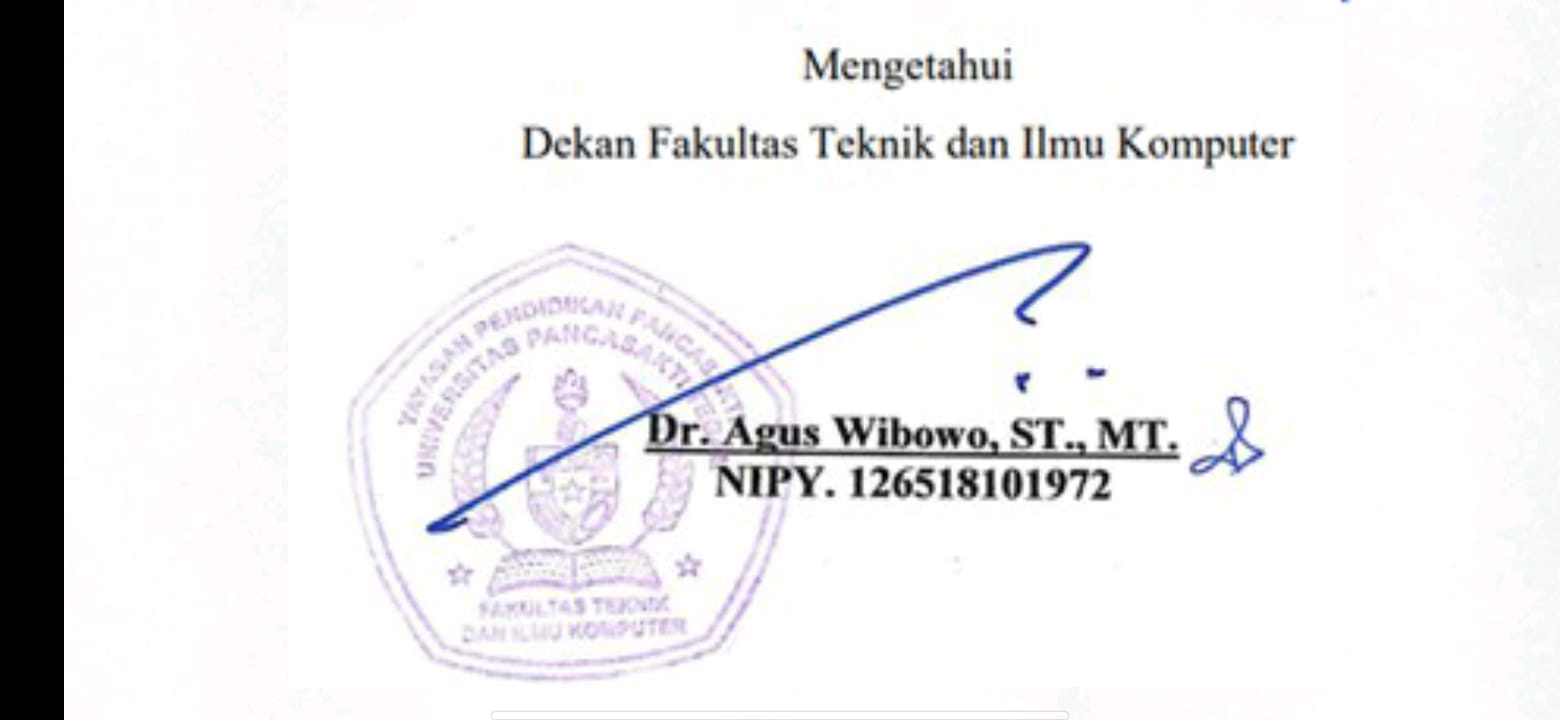 Mengetahui
Dekan Fakultas Teknik dan Ilmu Komputer
YAYASAN PENDIDIKAN PANCASAKTI
UNIVERSITAS PANCASAKTI TEGAL
Dr. Agus Wibowo, ST., MT.
NIPY. 126518101972
FAKULTAS TEKNIK
DAN ILMU KOMPUTER